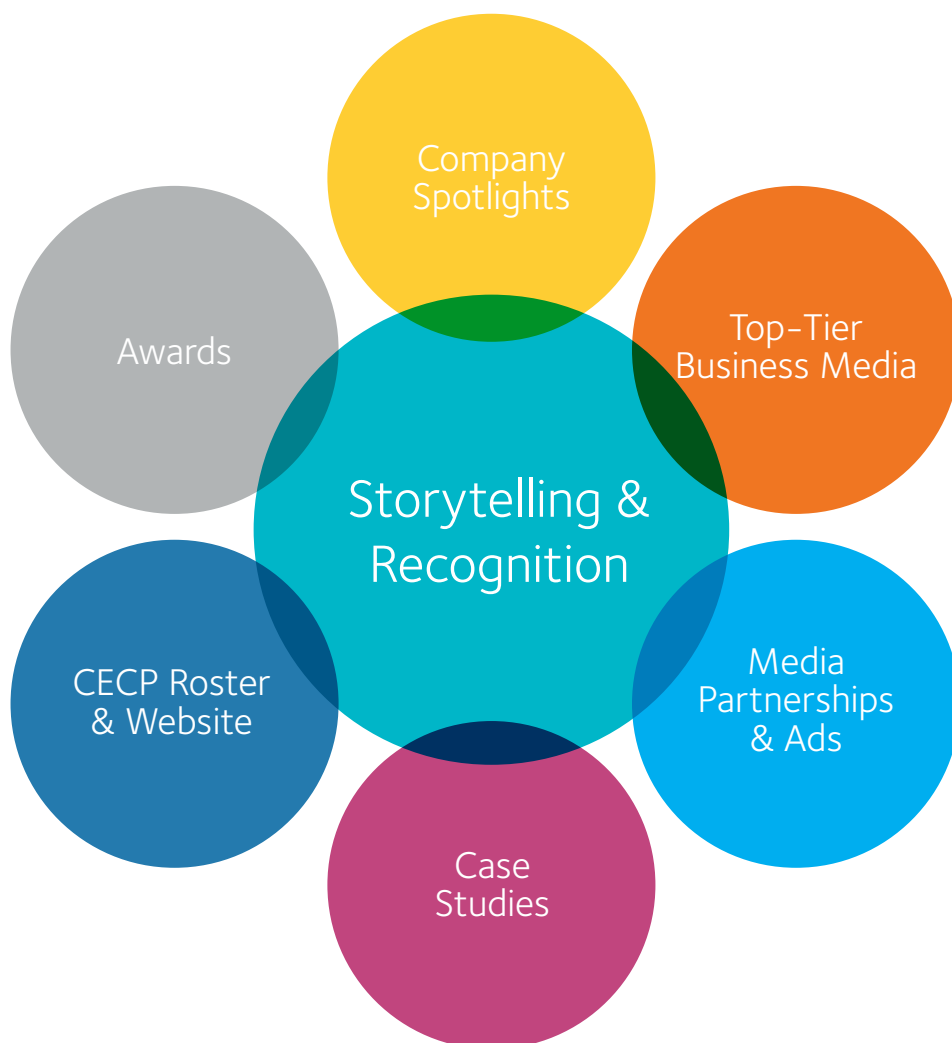 Company
Spotlights
Top-Tier
Business Media
Awards
Storytelling &
Recognition
Media
Partnerships
& Ads
CECP Roster
& Website
Case
Studies